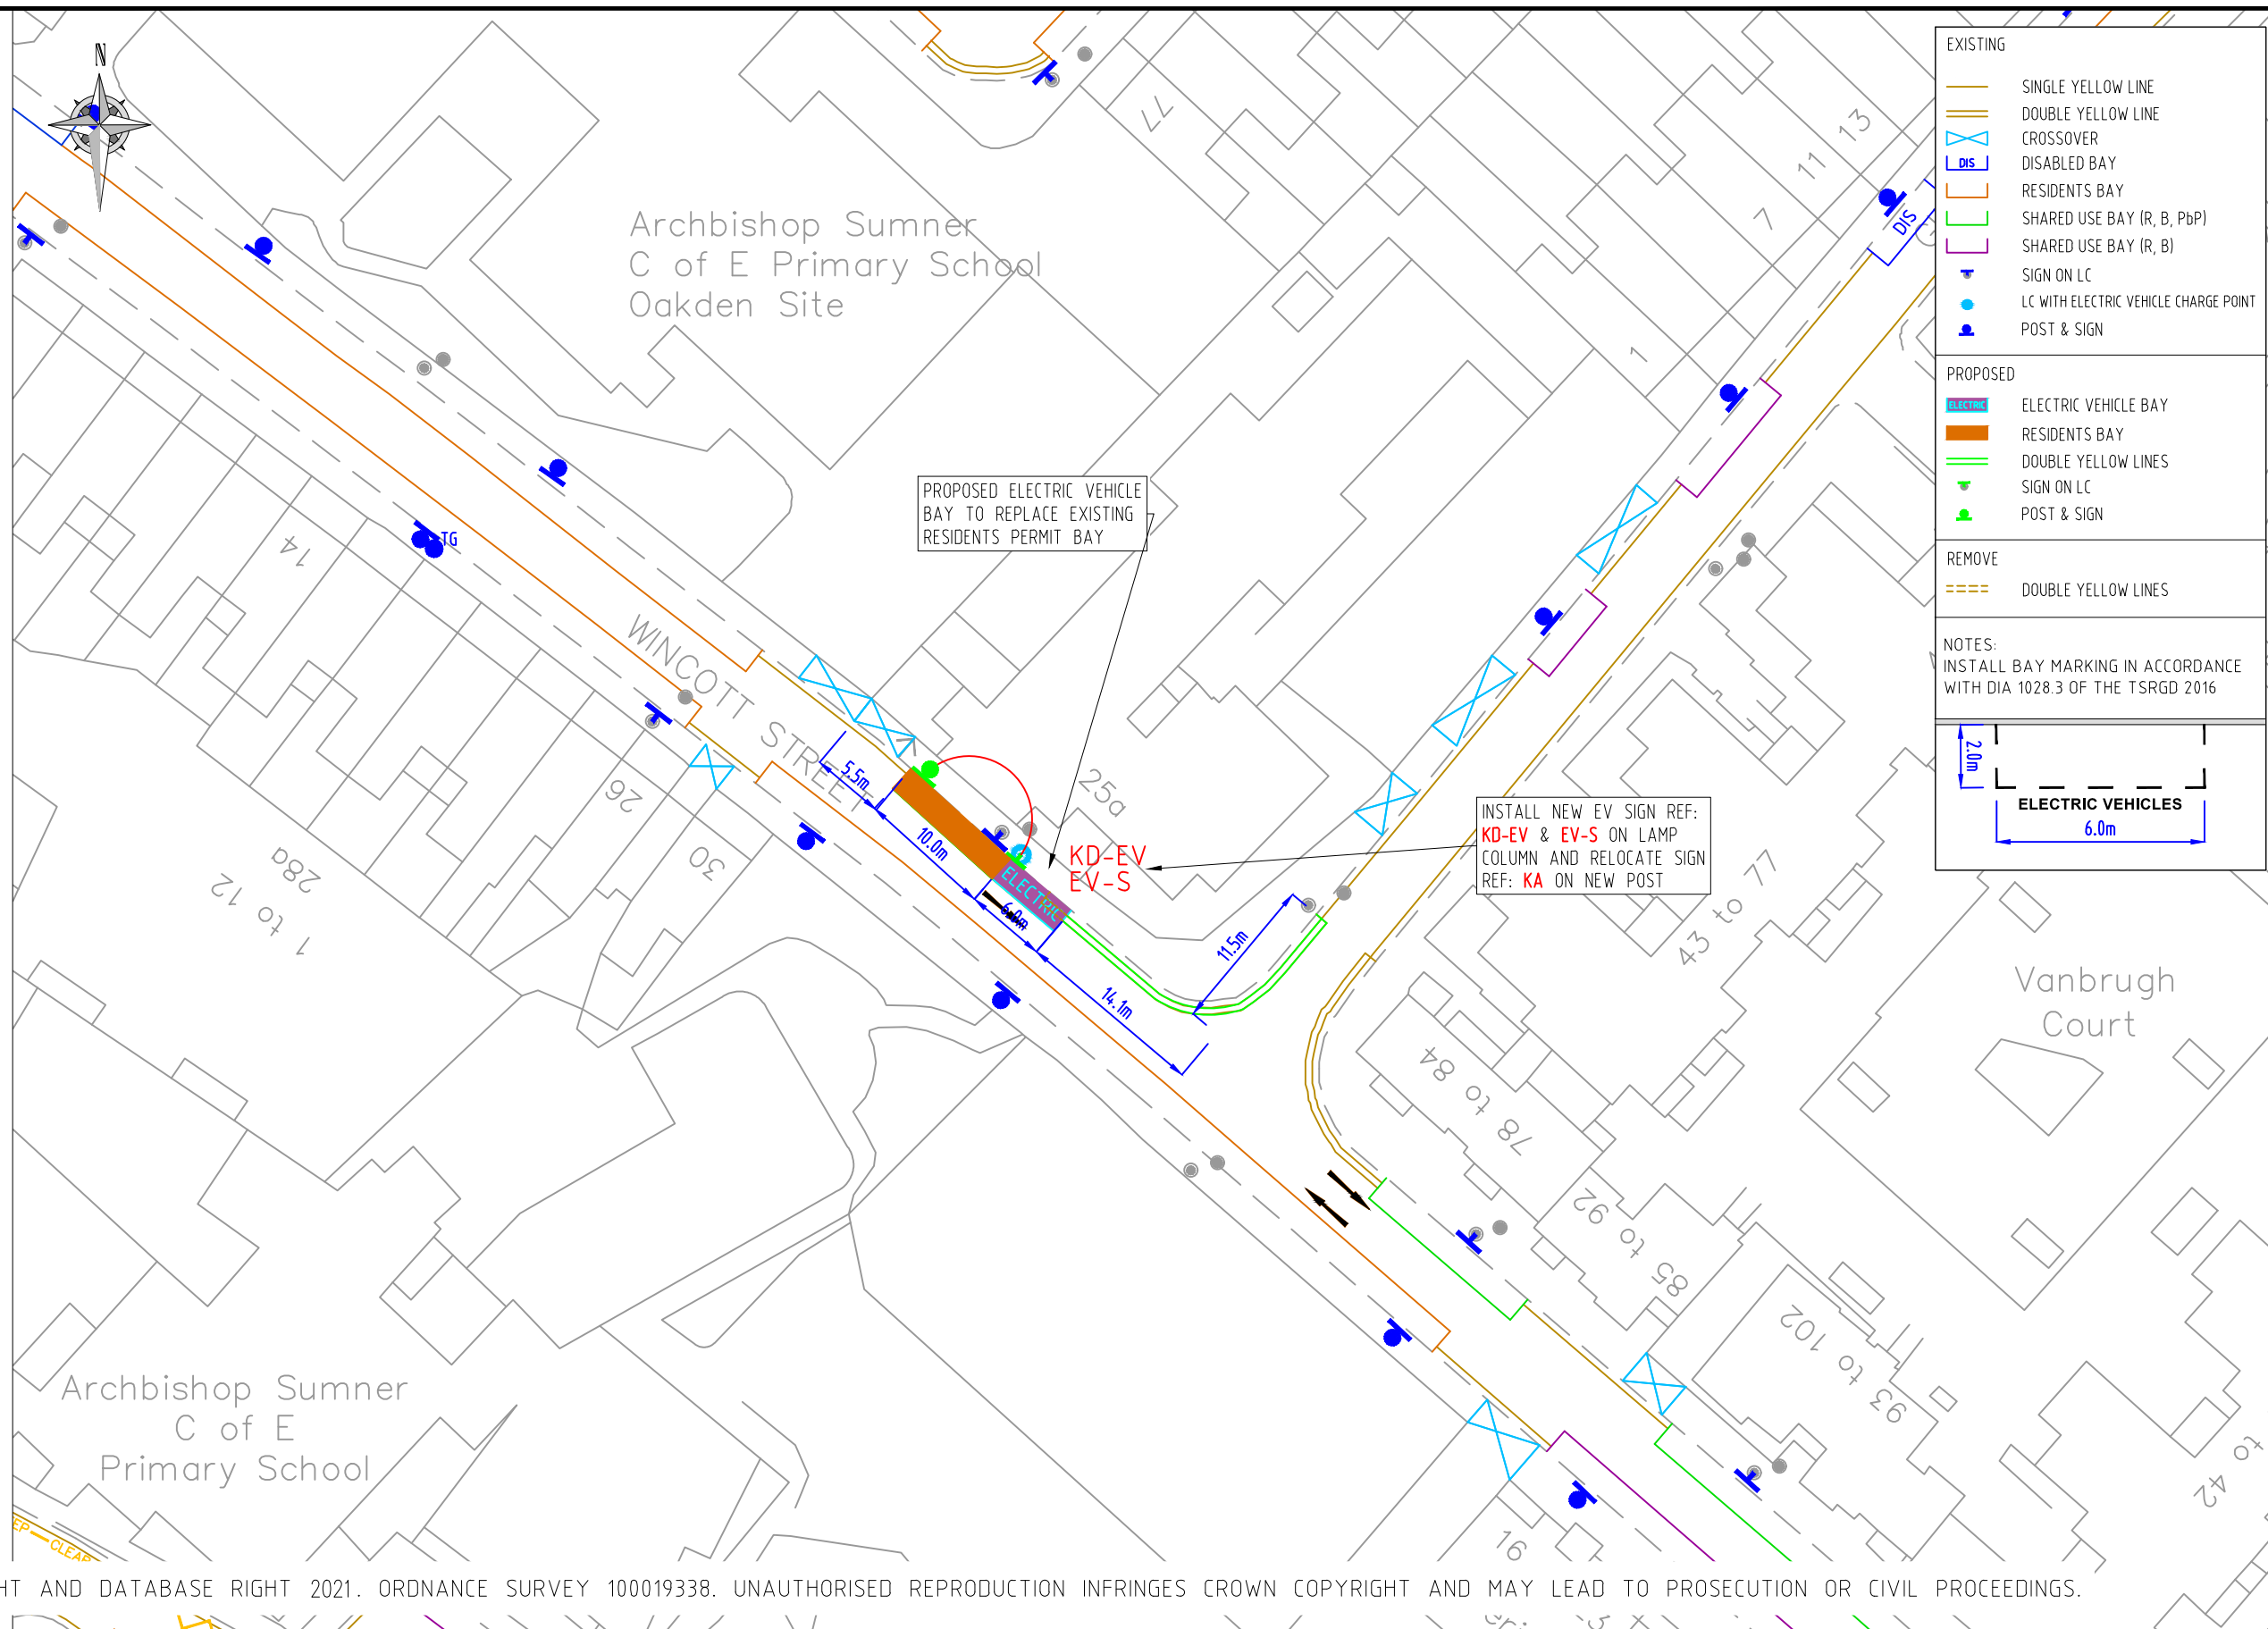 N
77
13
11
7
1
DIS
Archbishop Sumner
C of E Primary School
Oakden Site
14
TG
WINCOTT STREET
26
30
28a
1 to 12
25a
PROPOSED ELECTRIC VEHICLE
BAY TO REPLACE EXISTING
RESIDENTS PERMIT BAY
5.5m
10.0m
6.0m
14.1m
11.5m
ELECTRIC
KD-EV
EV-S
INSTALL NEW EV SIGN REF:
KD-EV & EV-S ON LAMP
COLUMN AND RELOCATE SIGN
REF: KA ON NEW POST
43 to 77
Vanbrugh
Court
78 to 84
85 to 92
93 to 102
to 42
16
Archbishop Sumner
C of E
Primary School
EP CLEAR
EXISTING
SINGLE YELLOW LINE
DOUBLE YELLOW LINE
CROSSOVER
DIS DISABLED BAY
RESIDENTS BAY
SHARED USE BAY (R, B, PbP)
SHARED USE BAY (R, B)
SIGN ON LC
LC WITH ELECTRIC VEHICLE CHARGE POINT
POST & SIGN
PROPOSED
ELECTRIC ELECTRIC VEHICLE BAY
RESIDENTS BAY
DOUBLE YELLOW LINES
SIGN ON LC
POST & SIGN
REMOVE
DOUBLE YELLOW LINES
NOTES:
INSTALL BAY MARKING IN ACCORDANCE
WITH DIA 1028.3 OF THE TSRGD 2016
2.0m
ELECTRIC VEHICLES
6.0m
HT AND DATABASE RIGHT 2021. ORDNANCE SURVEY 100019338. UNAUTHORISED REPRODUCTION INFRINGES CROWN COPYRIGHT AND MAY LEAD TO PROSECUTION OR CIVIL PROCEEDINGS.